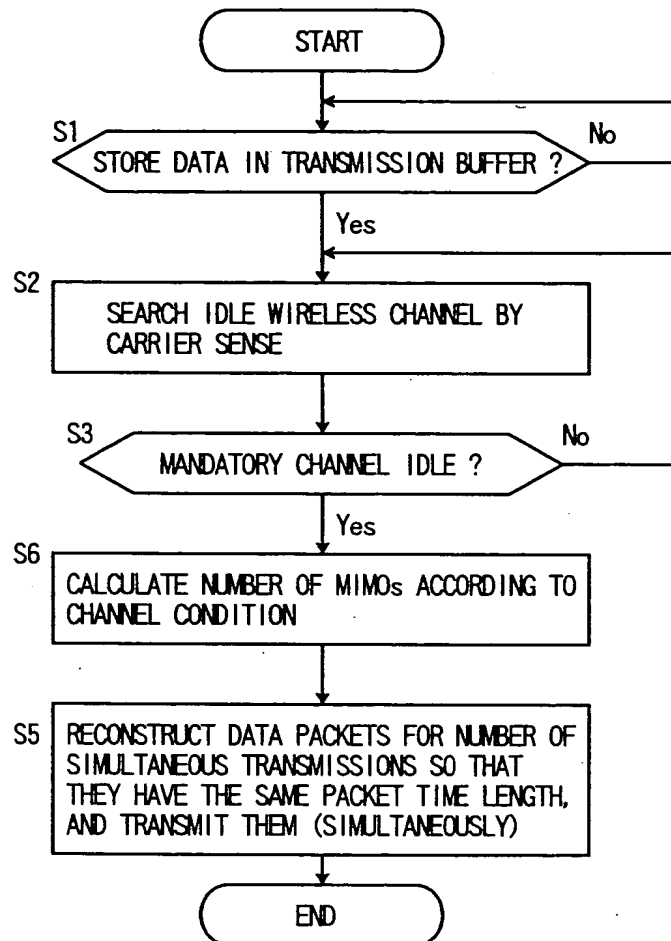 START
S1
STORE DATA IN TRANSMISSION BUFFER ?
No
Yes
S2
SEARCH IDLE WIRELESS CHANNEL BY
CARRIER SENSE
S3
MANDATORY CHANNEL IDLE ?
No
Yes
S6
CALCULATE NUMBER OF MIMOs ACCORDING TO
CHANNEL CONDITION
S5
RECONSTRUCT DATA PACKETS FOR NUMBER OF
SIMULTANEOUS TRANSMISSIONS SO THAT
THEY HAVE THE SAME PACKET TIME LENGTH,
AND TRANSMIT THEM (SIMULTANEOUSLY)
END